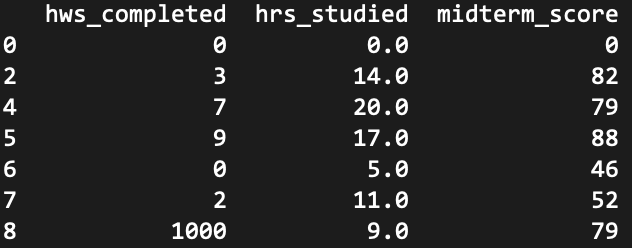 hws_completed hrs_studied midterm_score
0 0 0.0 0
2 3 14.0 82
4 7 20.0 79
5 9 17.0 88
6 0 5.0 46
7 2 11.0 52
8 1000 9.0 79